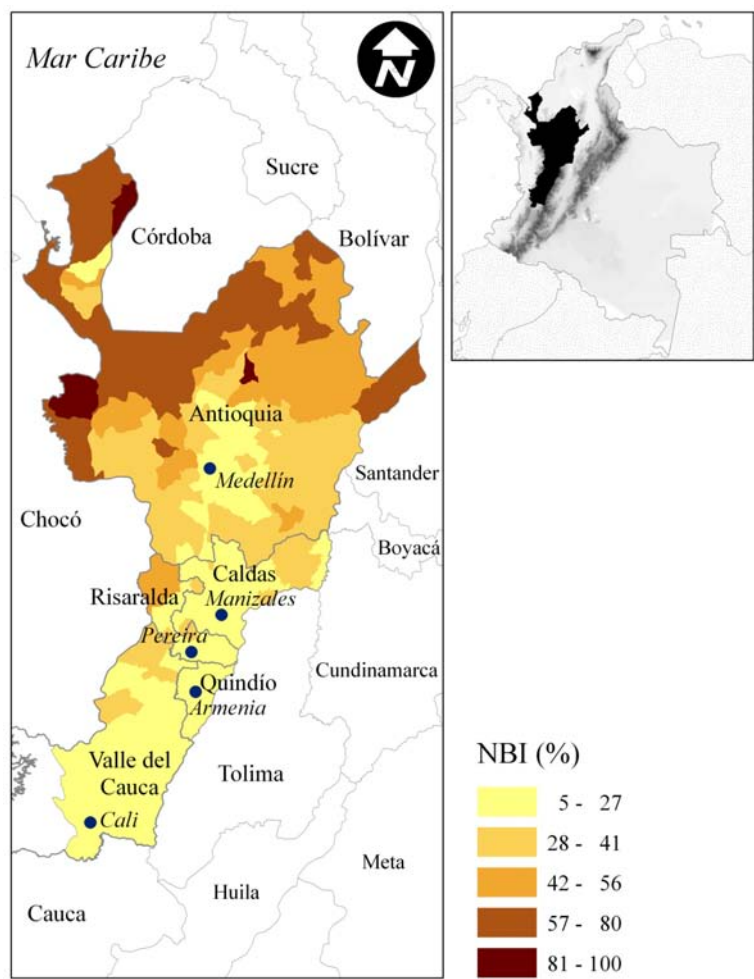 Mar Caribe
N
Sucre
Córdoba
Bolívar
Antioquia
Medellín
Santander
Chocó
Boyacá
Caldas
Risaralda
Manizales
Pereira
Cundinamarca
Quindío
Armenia
Valle del
Cauca
Tolima
Cali
Meta
Huila
Cauca
NBI (%)
5 - 27
28 - 41
42 - 56
57 - 80
81 - 100